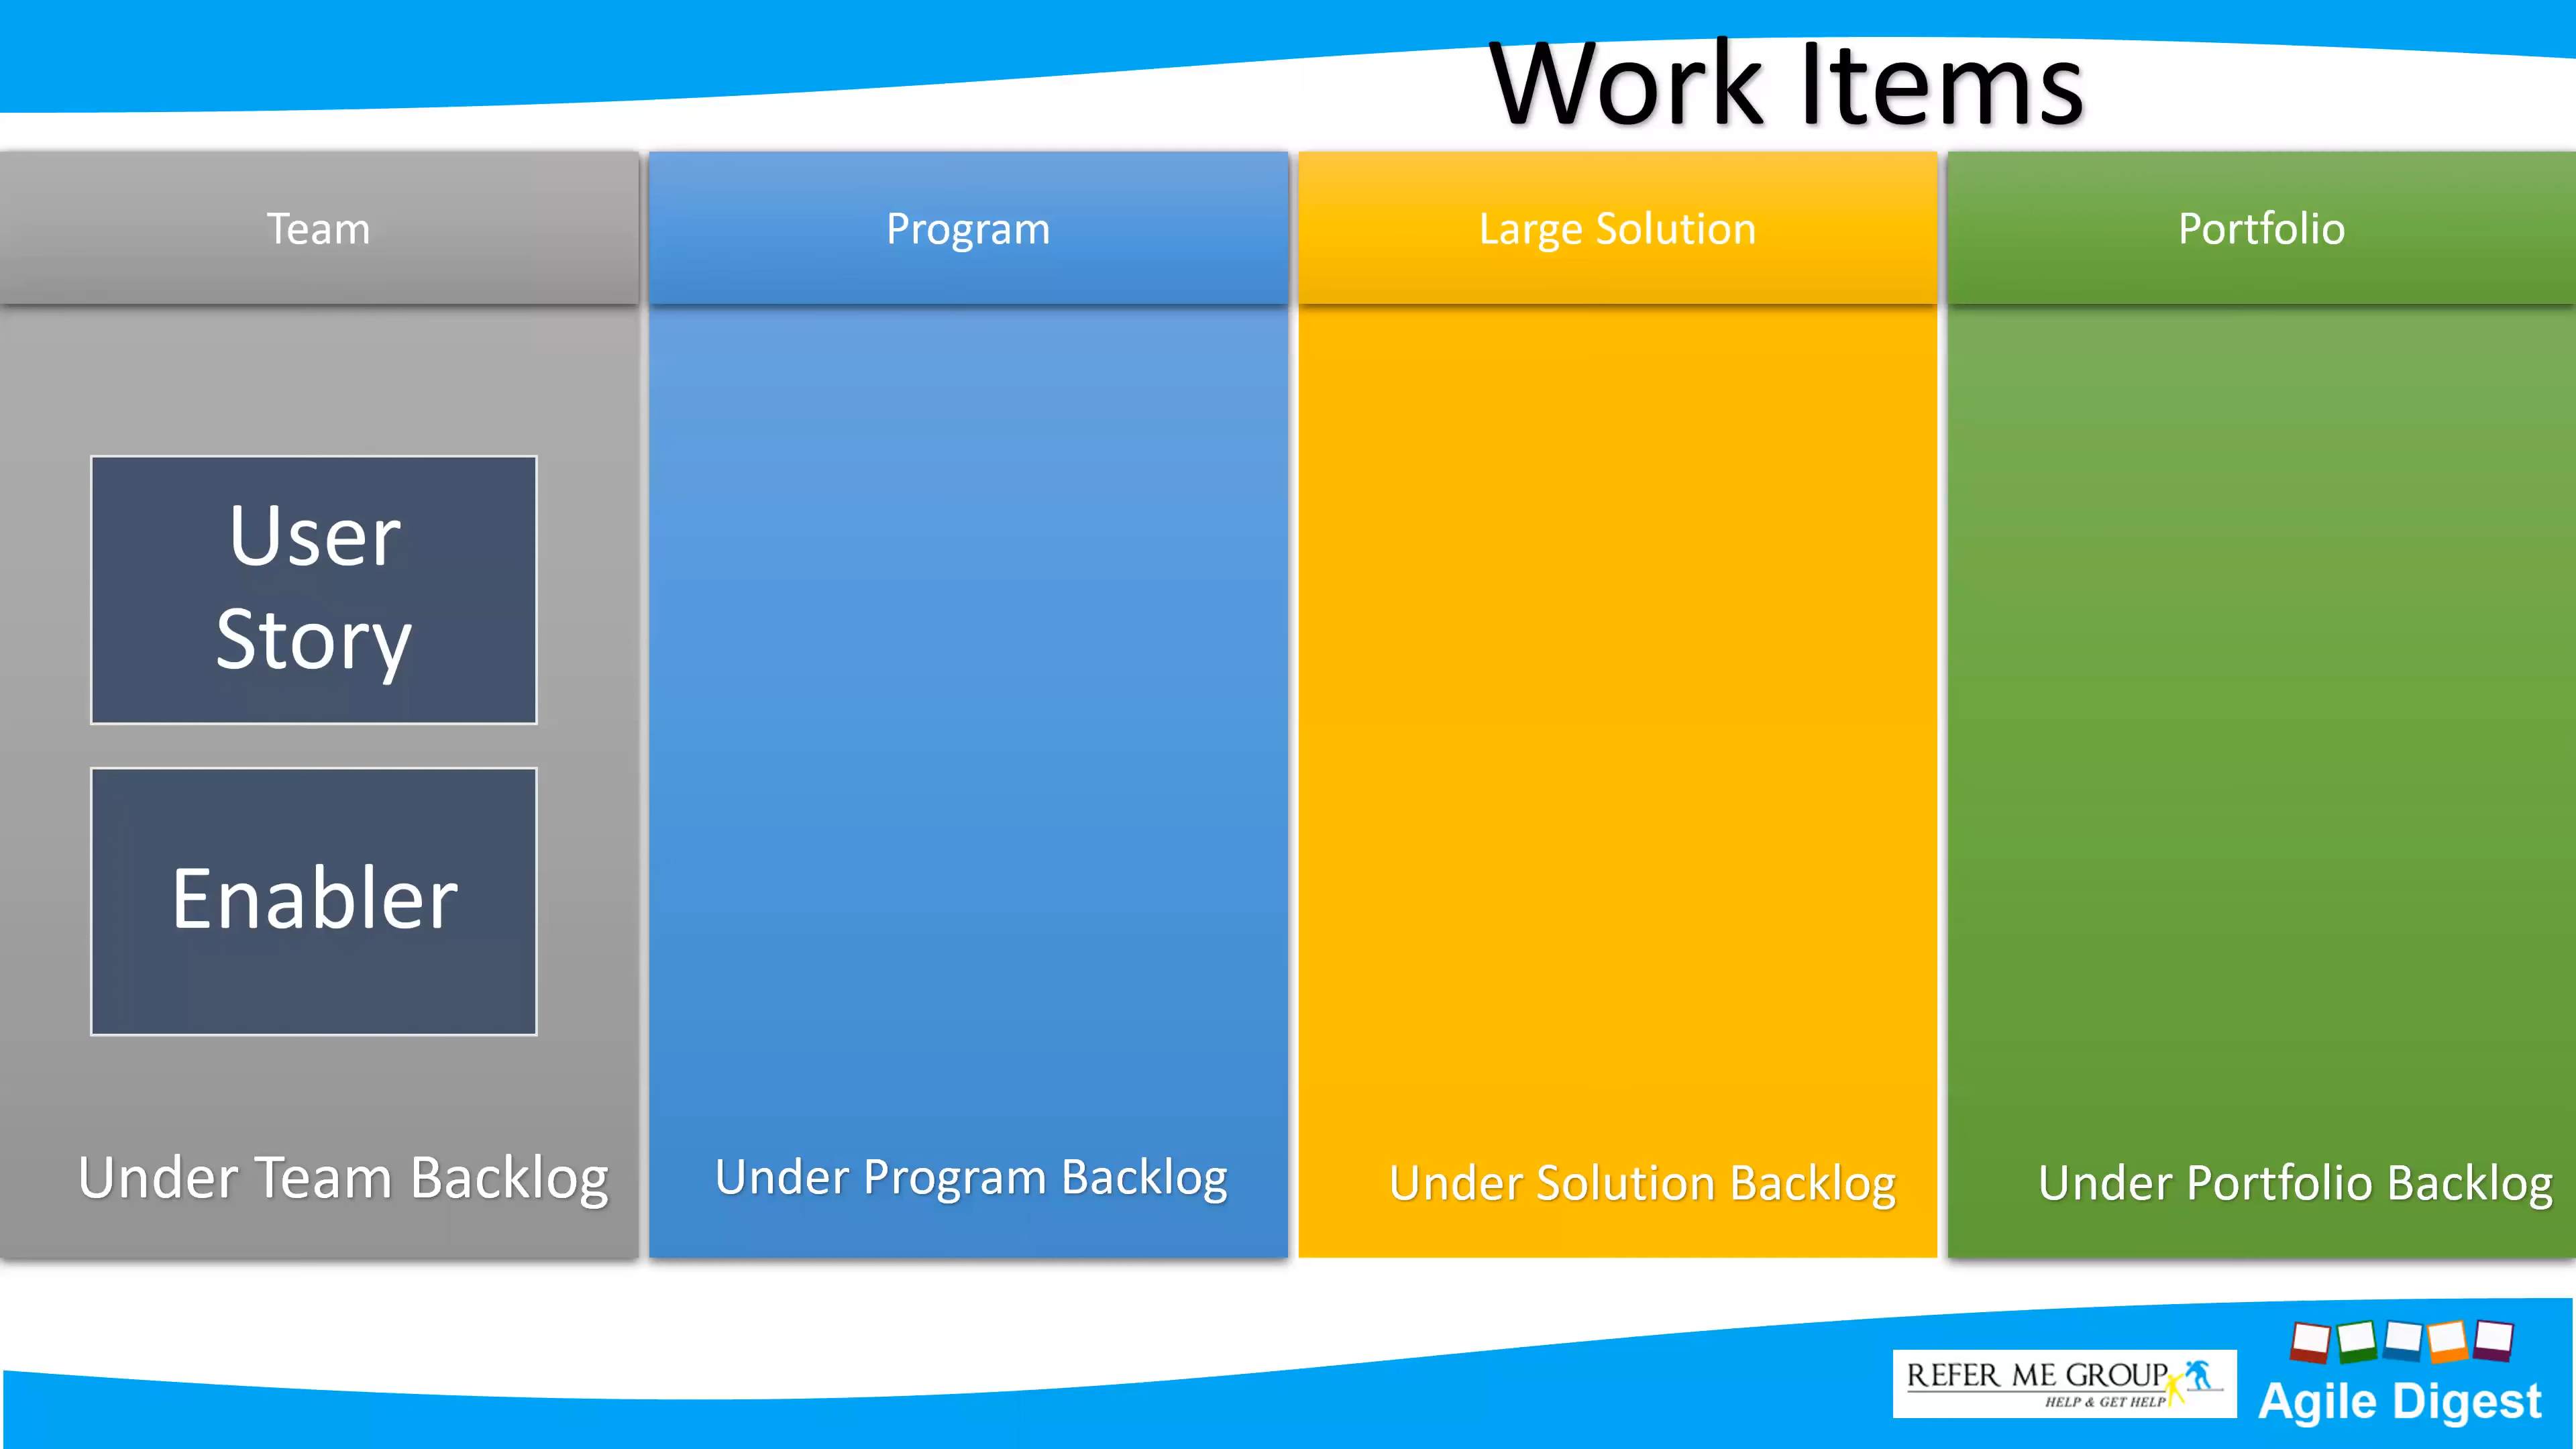 Work Items
Team
Program
Large Solution
Portfolio
User
Story
Enabler
Under Team Backlog
Under Program Backlog
Under Solution Backlog
Under Portfolio Backlog
REFER ME GROUP
HELP & GET HELP
Agile Digest